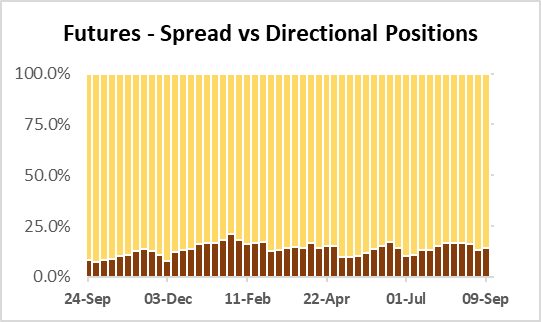 Futures - Spread vs Directional Positions
100.0%
75.0%
50.0%
25.0%
0.0%
24-Sep 03-Dec 11-Feb 22-Apr 01-Jul 09-Sep